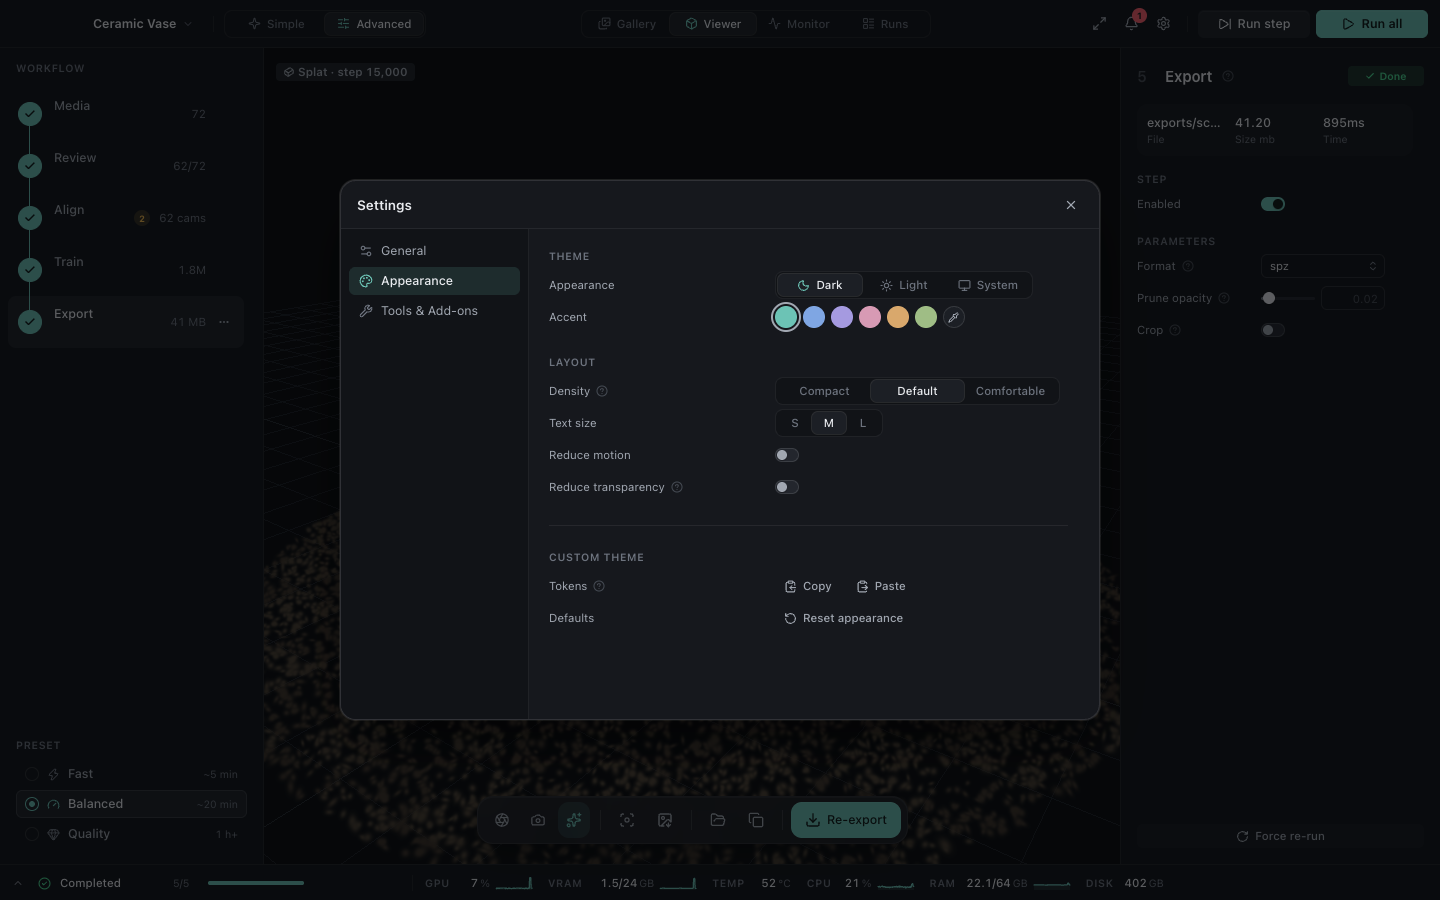 Ceramic Vase
Simple
Advanced
Gallery
Viewer
Monitor
Runs
1
Run step
Run all
WORKFLOW
Media
72
Review
62/72
Align
2
62 cams
Train
1.8M
Export
41 MB
PRESET
Fast
~5 min
Balanced
~20 min
Quality
1 h+
Splat · step 15,000
Settings
General
Appearance
Tools & Add-ons
THEME
Appearance
Dark
Light
System
Accent
LAYOUT
Density
Compact
Default
Comfortable
Text size
S
M
L
Reduce motion
Reduce transparency
CUSTOM THEME
Tokens
Copy
Paste
Defaults
Reset appearance
Re-export
5
Export
Done
exports/sc...
41.20
895ms
File
Size mb
Time
STEP
Enabled
PARAMETERS
Format
spz
Prune opacity
0.02
Crop
Force re-run
Completed
5/5
GPU 7 %
VRAM 1.5/24 GB
TEMP 52 °C
CPU 21 %
RAM 22.1/64 GB
DISK 402 GB